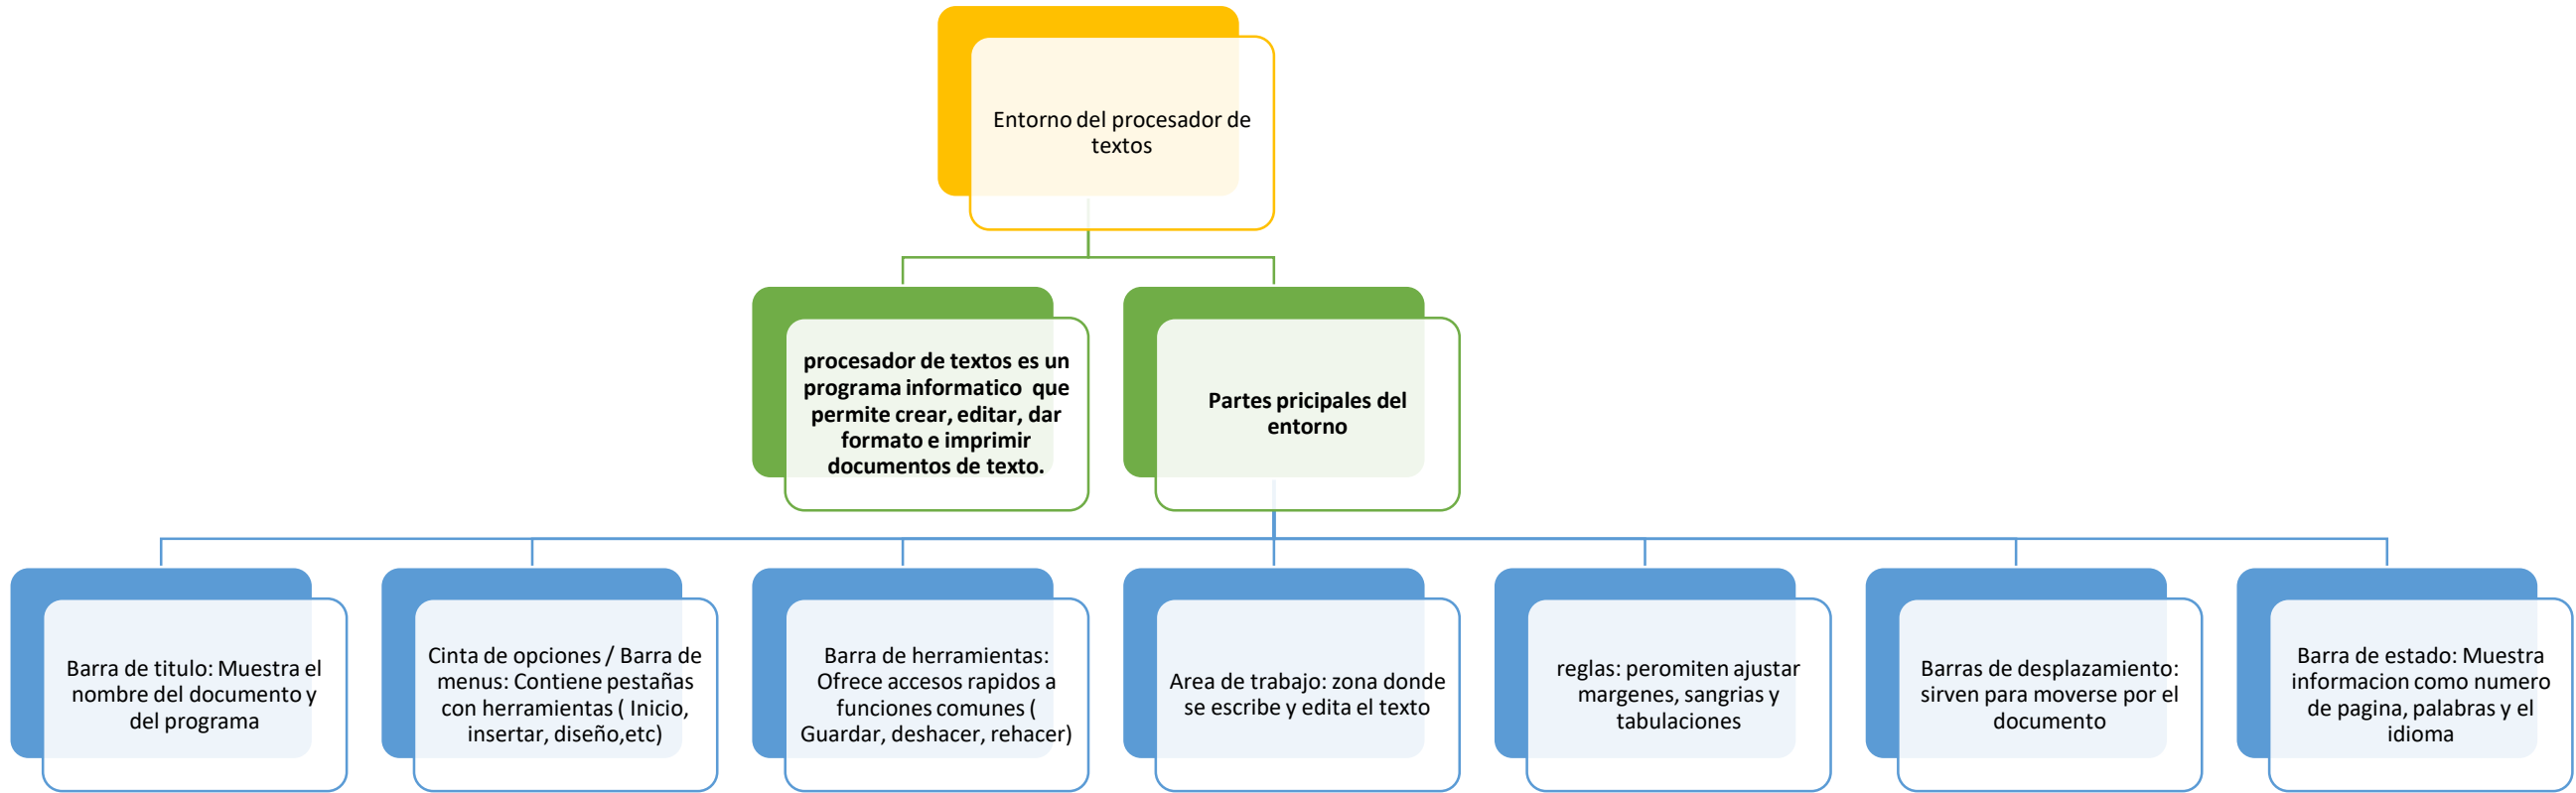 Entorno del procesador de
textos
procesador de textos es un
programa informatico que
permite crear, editar, dar
formato e imprimir
documentos de texto.
Partes pricipales del
entorno
Barra de titulo: Muestra el
nombre del documento y
del programa
Cinta de opciones / Barra de
menus: Contiene pestañas
con herramientas ( Inicio,
insertar, diseño,etc)
Barra de herramientas:
Ofrece accesos rapidos a
funciones comunes (
Guardar, deshacer, rehacer)
Area de trabajo: zona donde
se escribe y edita el texto
reglas: peromiten ajustar
margenes, sangrias y
tabulaciones
Barras de desplazamiento:
sirven para moverse por el
documento
Barra de estado: Muestra
informacion como numero
de pagina, palabras y el
idioma